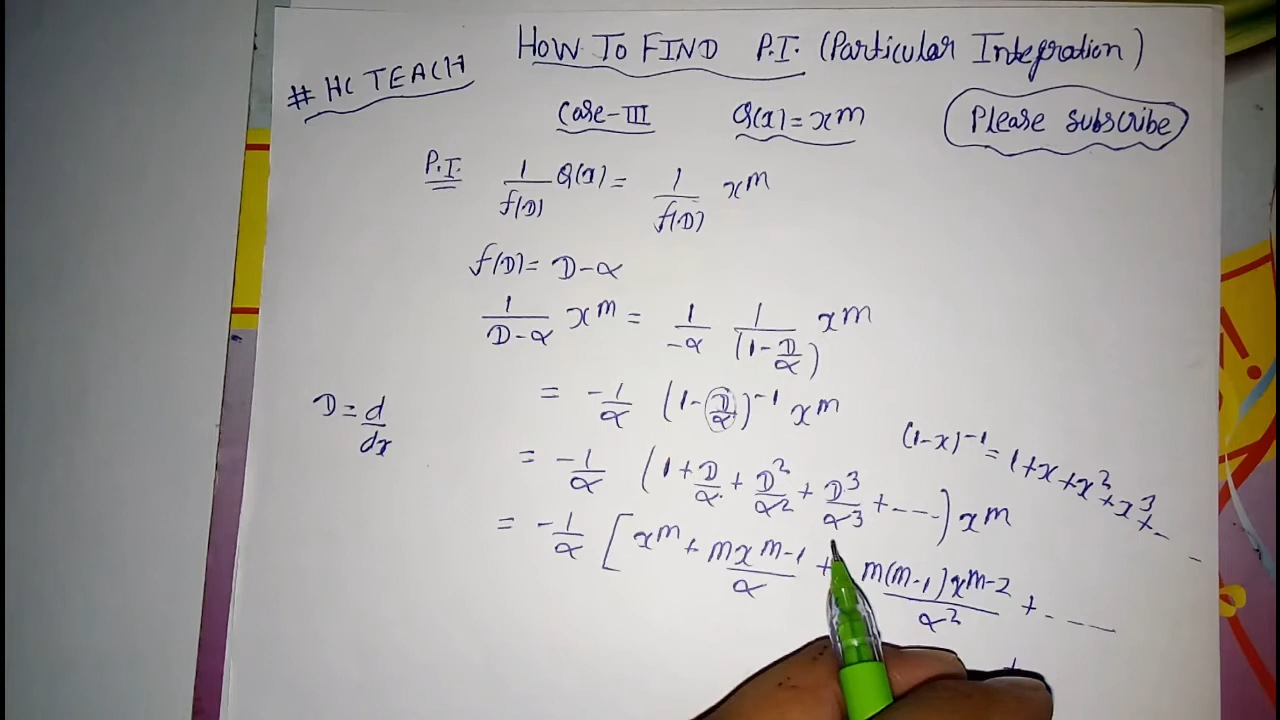 HOW TO FIND P.I. (Particular Integration)
# HC TEACH
Case-III Q(x)=x^m
Please subscribe
P.I. 1/f(D) Q(x) = 1/f(D) x^m
f(D) = D-α
1/(D-α) x^m = 1/-α 1/(1-D/α) x^m
= -1/α (1-D/α)^-1 x^m
D = d/dx
(1-x)^-1 = 1+x+x^2+x^3+--
= -1/α (1+D/α+D^2/α^2+D^3/α^3+---) x^m
= -1/α [x^m + mx^m-1/α + m(m-1)x^m-2/α^2 + ----